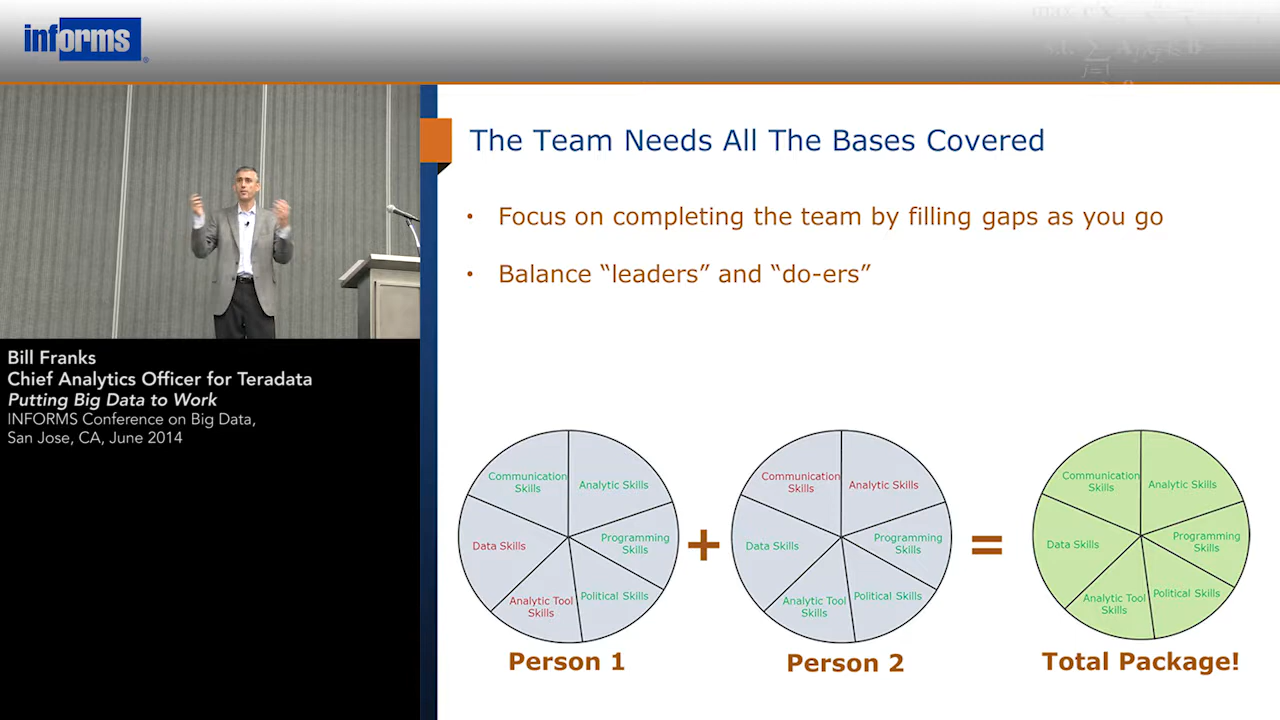 informs
The Team Needs All The Bases Covered
• Focus on completing the team by filling gaps as you go
• Balance “leaders” and “do-ers”
Bill Franks
Chief Analytics Officer for Teradata
Putting Big Data to Work
INFORMS Conference on Big Data,
San Jose, CA, June 2014
Communication
Skills
Analytic Skills
Data Skills
Programming
Skills
Analytic Tool
Skills
Political Skills
Person 1
+
Communication
Skills
Analytic Skills
Data Skills
Programming
Skills
Analytic Tool
Skills
Political Skills
Person 2
=
Communication
Skills
Analytic Skills
Data Skills
Programming
Skills
Analytic Tool
Skills
Political Skills
Total Package!